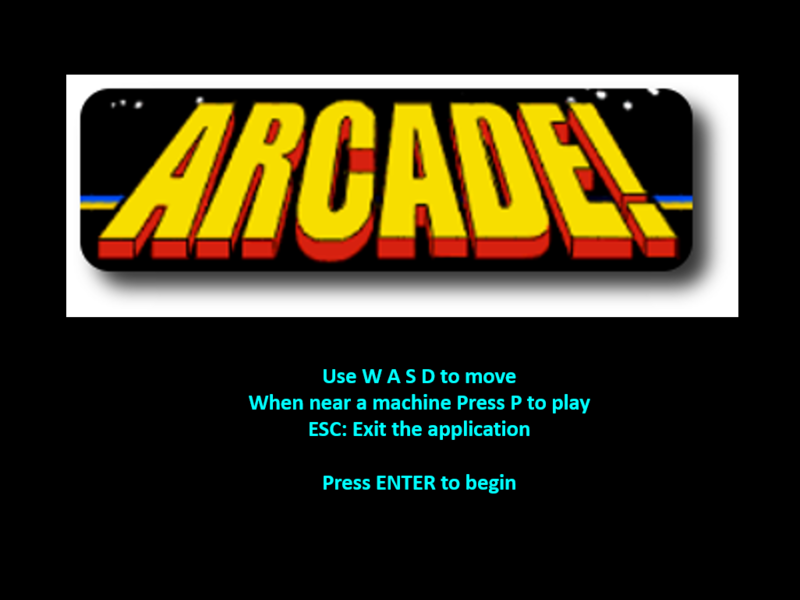 ARCADE!
Use W A S D to move
When near a machine Press P to play
ESC: Exit the application
Press ENTER to begin